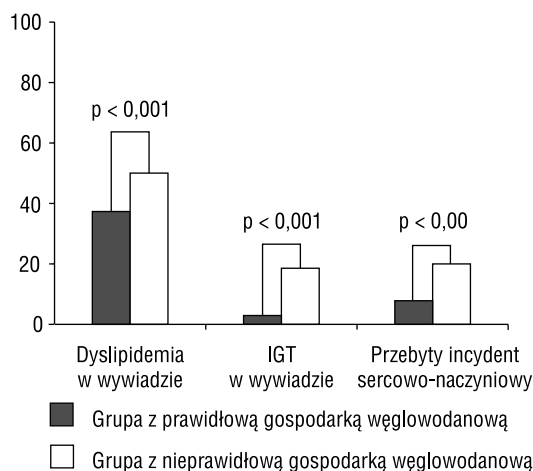 100
80
60
40
20
0
p < 0,001
p < 0,001
p < 0,00
Dyslipidemia
w wywiadzie
IGT
w wywiadzie
Przebyty incydent
sercowo-naczyniowy
Grupa z prawidłową gospodarką węglowodanową
Grupa z nieprawidłową gospodarką węglowodanową